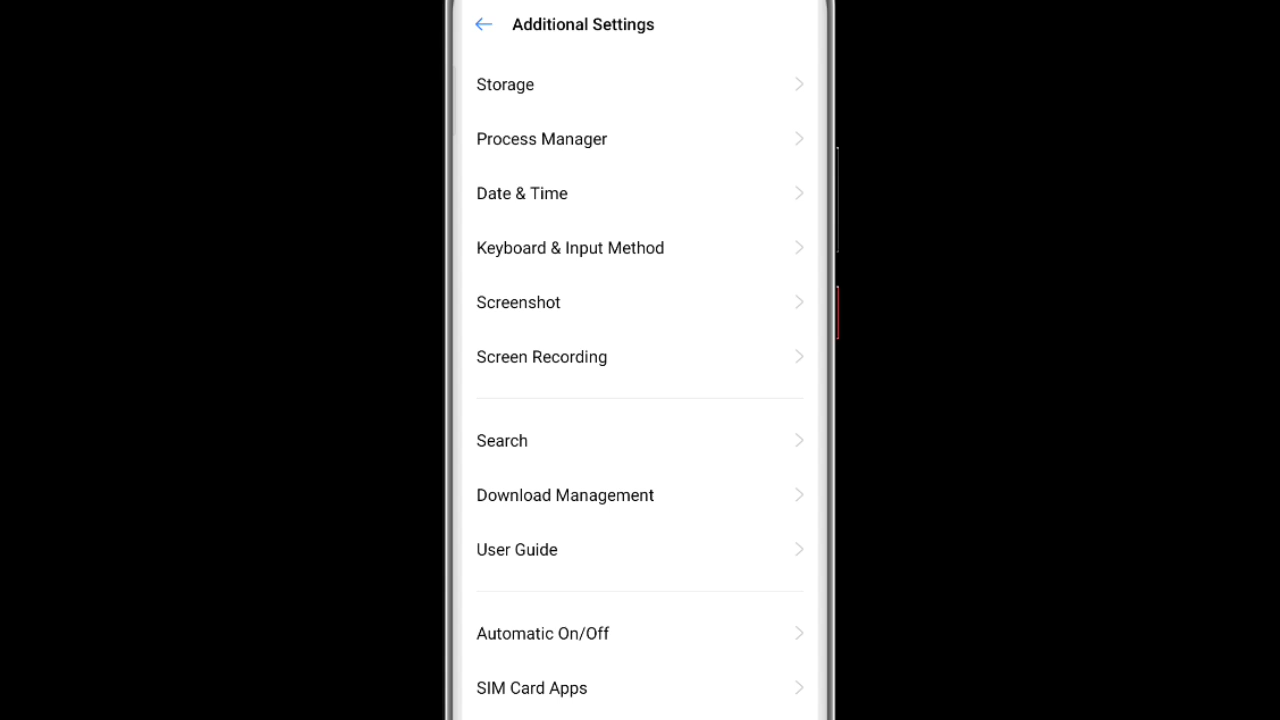 Additional Settings
Storage
Process Manager
Date & Time
Keyboard & Input Method
Screenshot
Screen Recording
Search
Download Management
User Guide
Automatic On/Off
SIM Card Apps